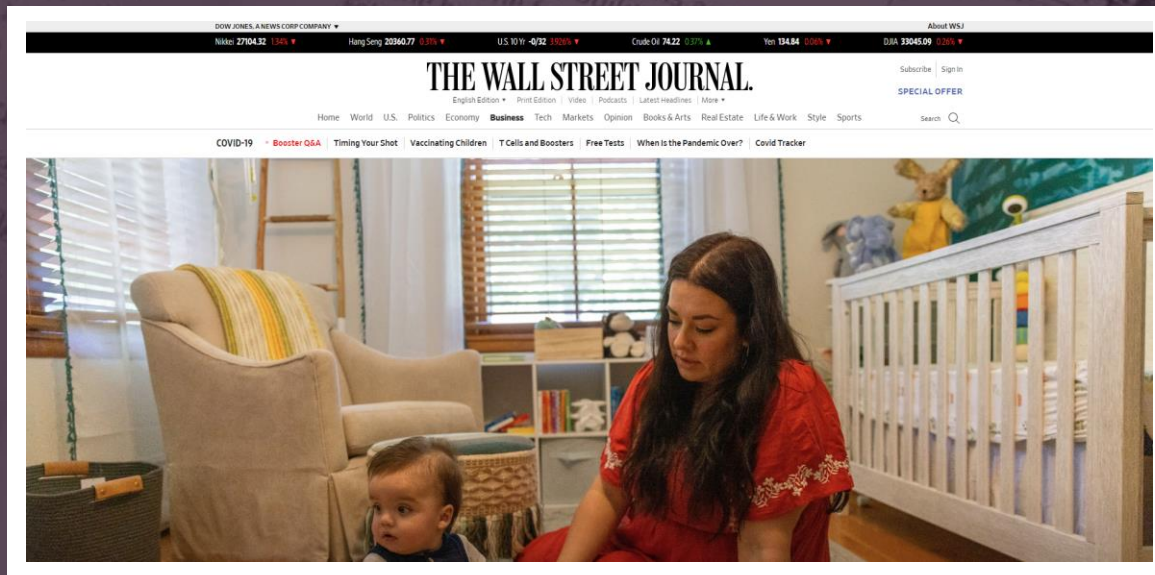 DOW JONES, A NEWS CORP COMPANY ▼ About WSJ
Nikkei 27104.32 1.34% ▼ Hang Seng 20360.77 0.31% ▼ U.S. 10 Yr -0/32 3.926% ▼ Crude Oil 74.22 0.37% ▲ Yen 134.84 0.06% ▼ DJIA 33045.09 0.26% ▼
THE WALL STREET JOURNAL.
Subscribe | Sign In
SPECIAL OFFER
English Edition ▼ | Print Edition | Video | Podcasts | Latest Headlines | More ▼
Home World U.S. Politics Economy Business Tech Markets Opinion Books & Arts Real Estate Life & Work Style Sports Search
COVID-19 • Booster Q&A | Timing Your Shot | Vaccinating Children | T Cells and Boosters | Free Tests | When Is the Pandemic Over? | Covid Tracker